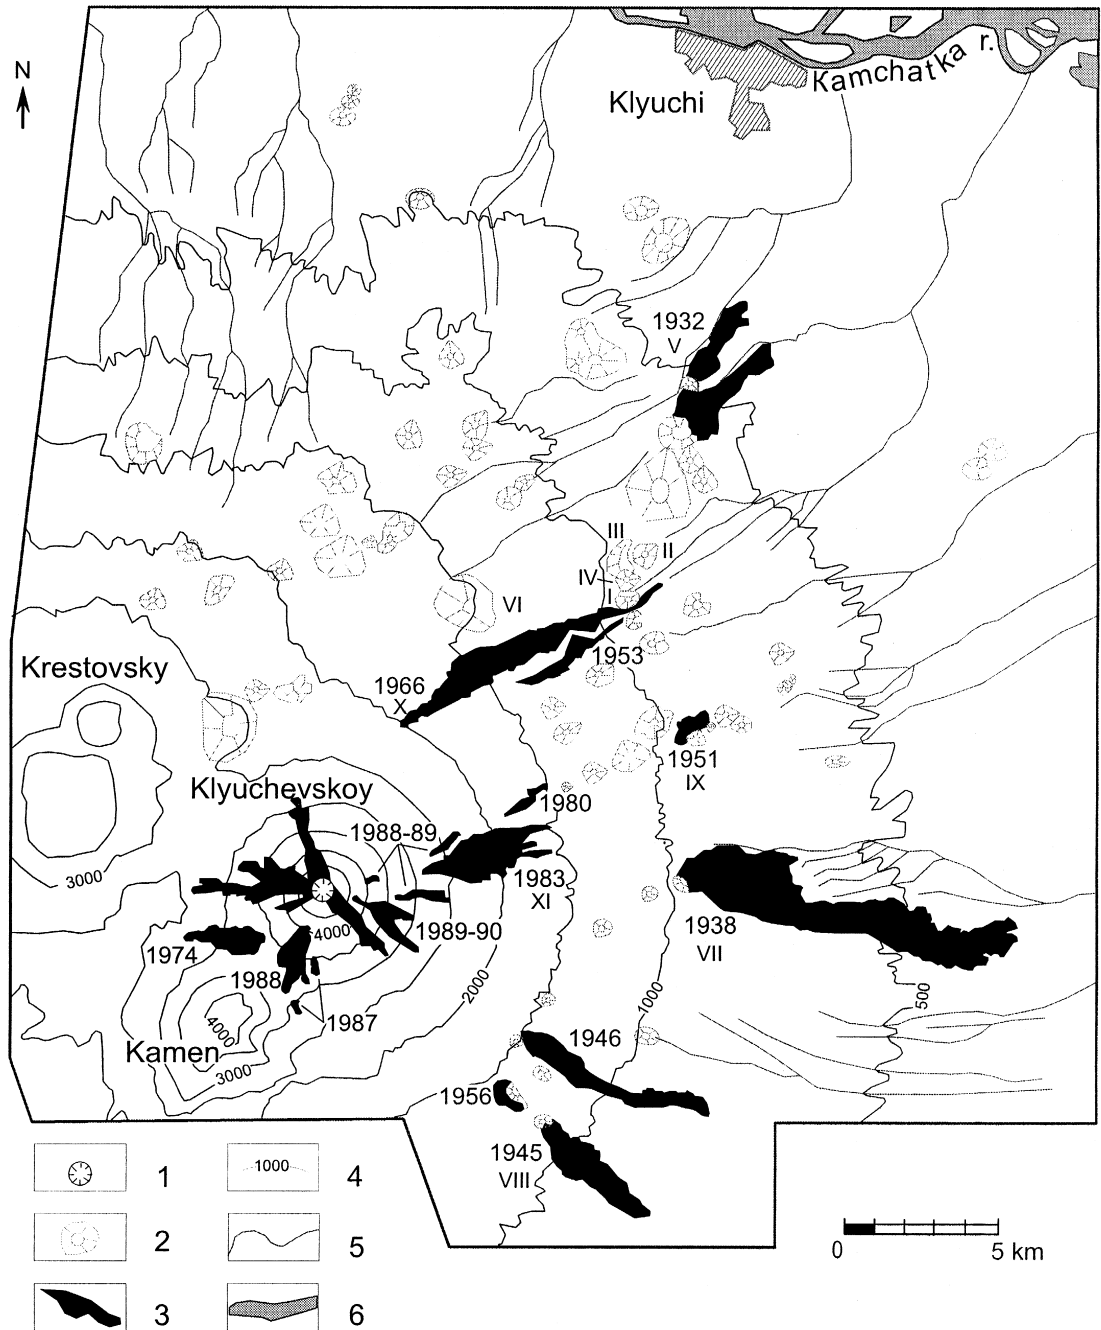 Kamchatka r.
N
Klyuchi
1932
V
III
II
IV
I
VI
1953
Krestovsky
1966
X
1951
IX
Klyuchevskoy
1980
1988-89
3000
1983
XI
4000
1989-90
1938
VII
1974
1988
2000
1000
500
1987
4000
1946
Kamen
3000
1956
1945
VIII
1000
1
4
2
5
3
6
0
5 km